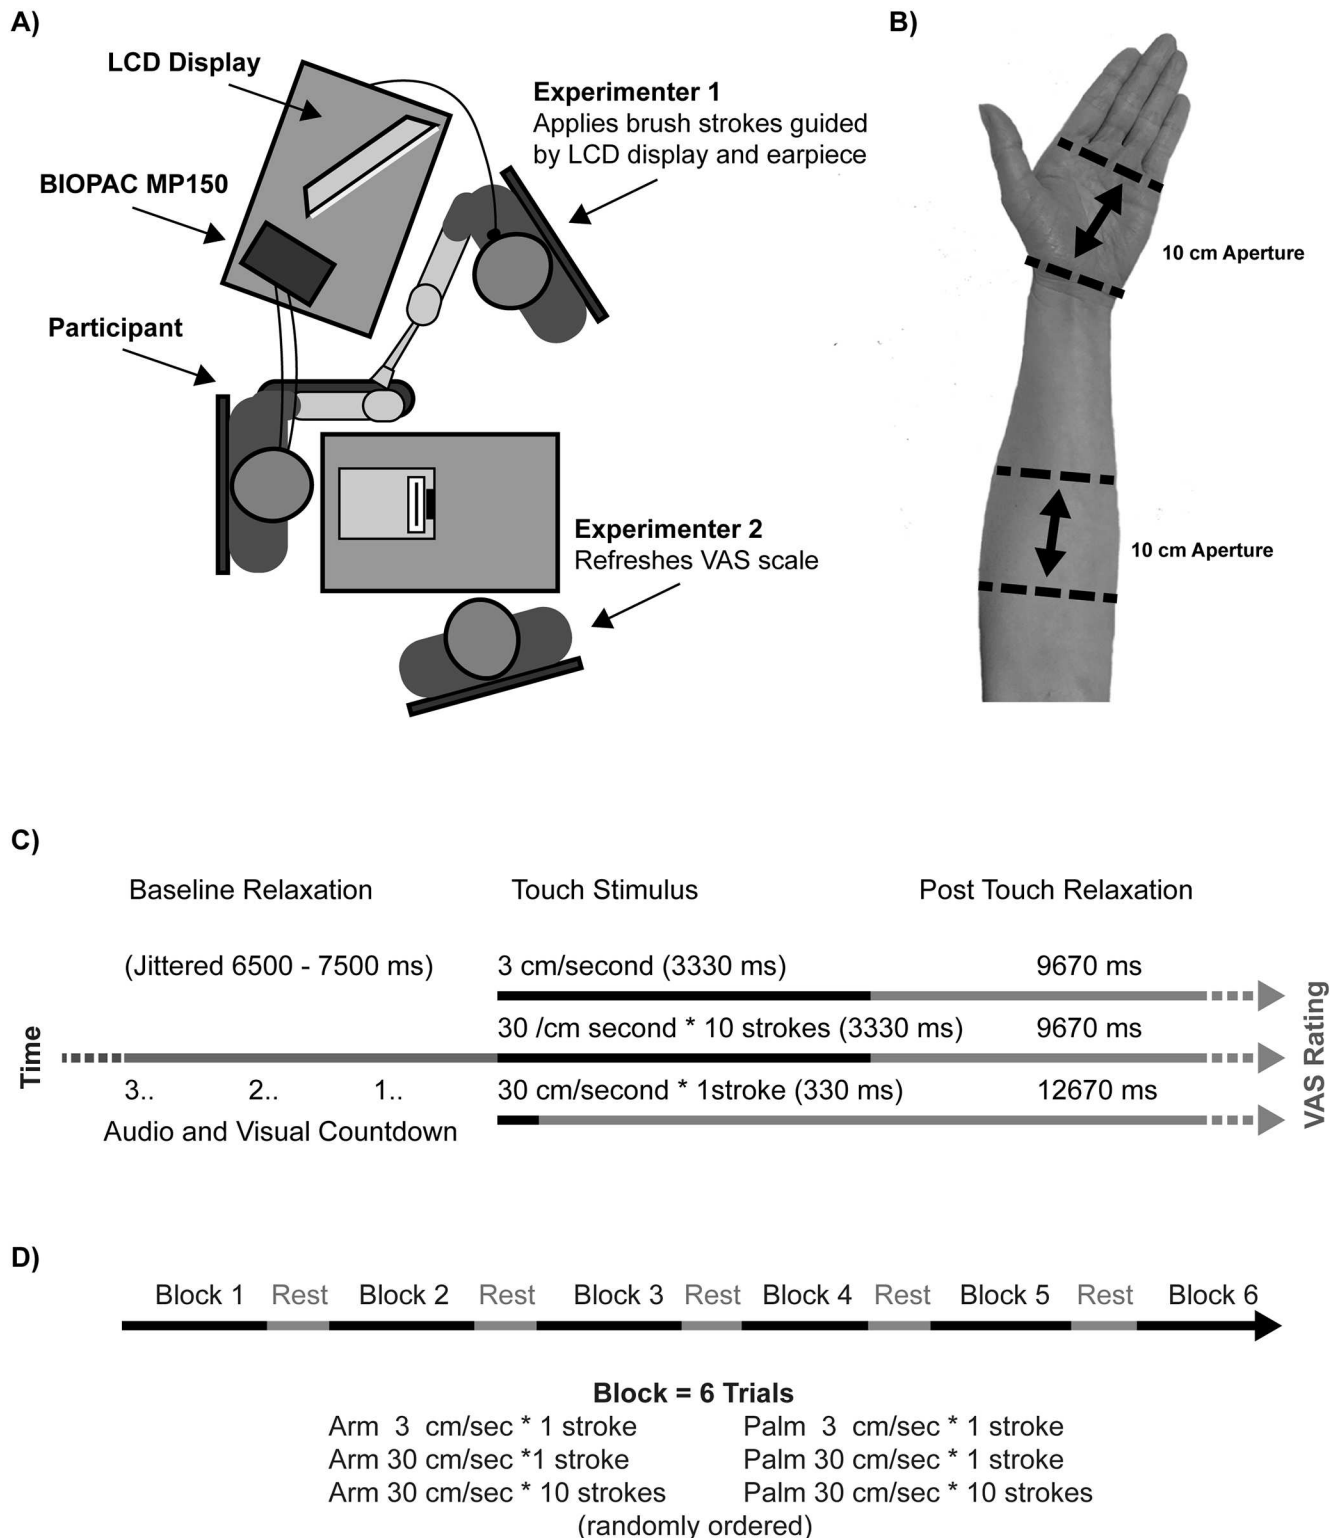 A)
LCD Display
BIOPAC MP150
Participant
Experimenter 1
Applies brush strokes guided
by LCD display and earpiece
Experimenter 2
Refreshes VAS scale
B)
10 cm Aperture
10 cm Aperture
C)
Baseline Relaxation
Touch Stimulus
Post Touch Relaxation
(Jittered 6500 - 7500 ms)
3 cm/second (3330 ms)
9670 ms
30 /cm second * 10 strokes (3330 ms)
9670 ms
Time
3.. 2.. 1..
30 cm/second * 1stroke (330 ms)
12670 ms
Audio and Visual Countdown
VAS Rating
D)
Block 1 Rest Block 2 Rest Block 3 Rest Block 4 Rest Block 5 Rest Block 6
Block = 6 Trials
Arm 3 cm/sec * 1 stroke
Palm 3 cm/sec * 1 stroke
Arm 30 cm/sec *1 stroke
Palm 30 cm/sec * 1 stroke
Arm 30 cm/sec * 10 strokes
Palm 30 cm/sec * 10 strokes
(randomly ordered)